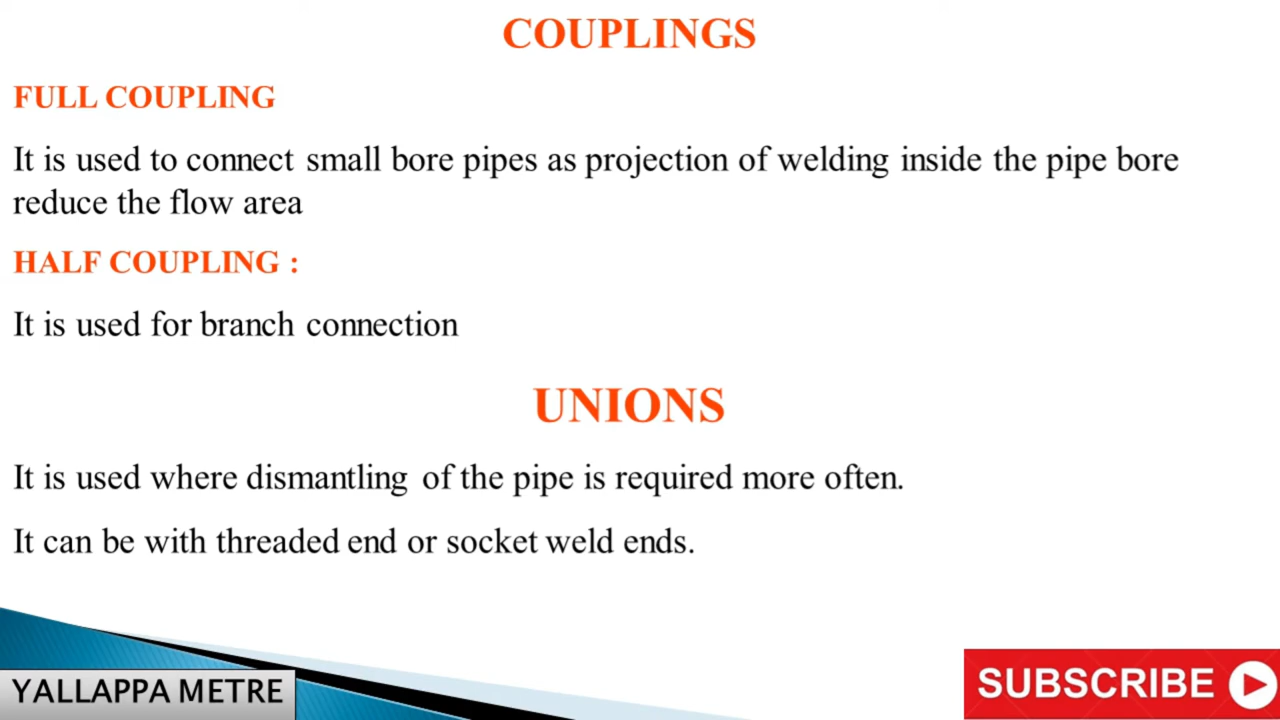 COUPLINGS
FULL COUPLING
It is used to connect small bore pipes as projection of welding inside the pipe bore
reduce the flow area
HALF COUPLING :
It is used for branch connection
UNIONS
It is used where dismantling of the pipe is required more often.
It can be with threaded end or socket weld ends.
YALLAPPA METRE
SUBSCRIBE